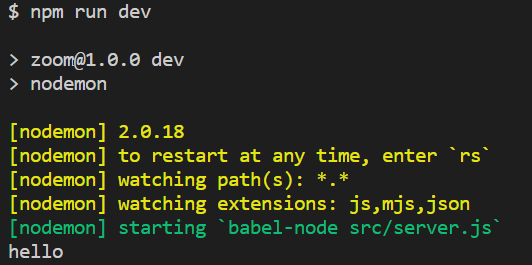 $ npm run dev
> zoom@1.0.0 dev
> nodemon
[nodemon] 2.0.18
[nodemon] to restart at any time, enter `rs`
[nodemon] watching path(s): *.*
[nodemon] watching extensions: js,mjs,json
[nodemon] starting `babel-node src/server.js`
hello